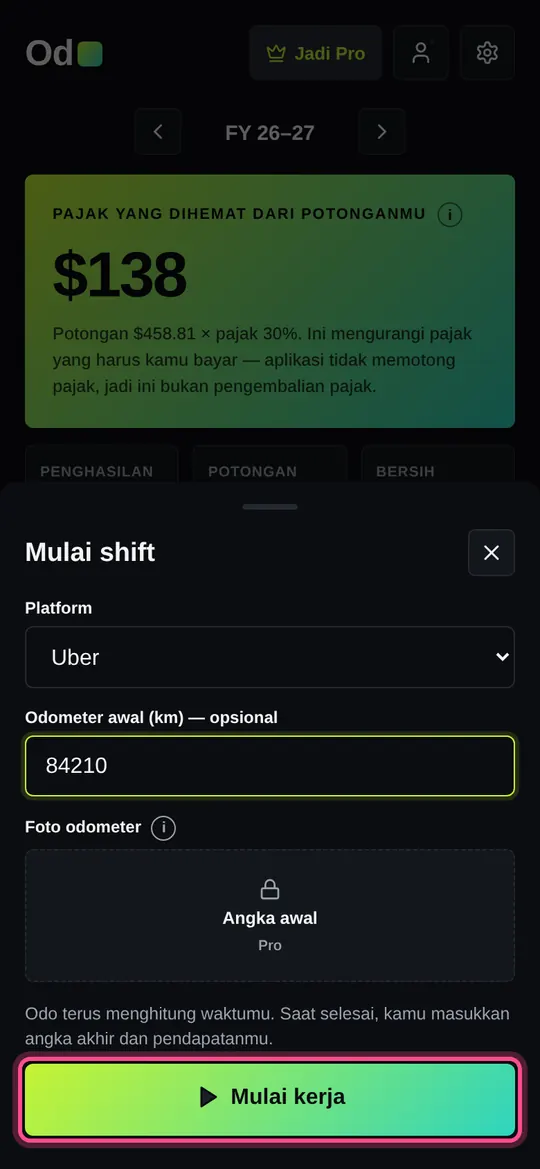 Od
Jadi Pro
FY 26–27
PAJAK YANG DIHEMAT DARI POTONGANMU i
$138
Potongan $458.81 × pajak 30%. Ini mengurangi pajak
yang harus kamu bayar — aplikasi tidak memotong
pajak, jadi ini bukan pengembalian pajak.
PENGHASILAN POTONGAN BERSIH
Mulai shift
Platform
Uber
Odometer awal (km) — opsional
84210
Foto odometer i
Angka awal
Pro
Odo terus menghitung waktumu. Saat selesai, kamu masukkan
angka akhir dan pendapatanmu.
Mulai kerja